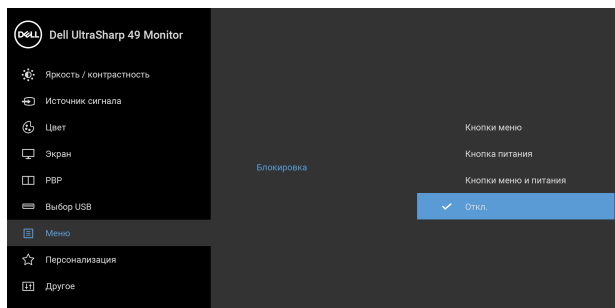 DELL Dell UltraSharp 49 Monitor
Яркость / контрастность
Источник сигнала
Цвет
Экран
PBP
Выбор USB
Меню
Персонализация
Другое
Блокировка
Кнопки меню
Кнопка питания
Кнопки меню и питания
Откл.